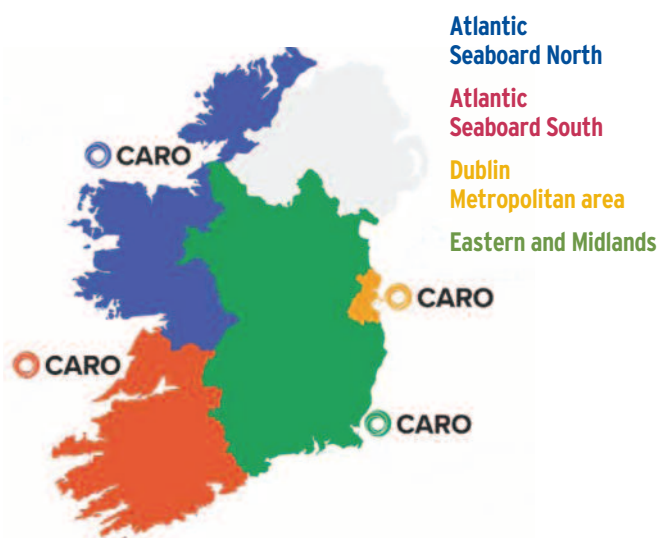 Atlantic
Seaboard North
Atlantic
Seaboard South
Dublin
Metropolitan area
Eastern and Midlands
CARO
CARO
CARO
CARO